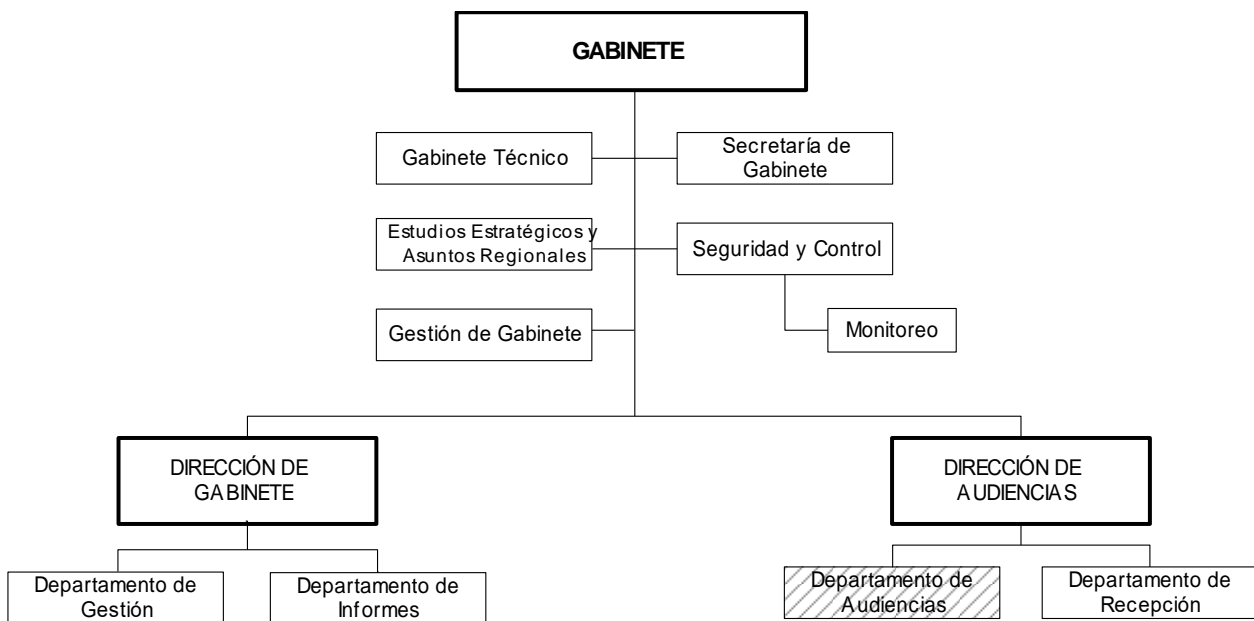 GABINETE
Gabinete Técnico
Secretaría de
Gabinete
Estudios Estratégicos y
Asuntos Regionales
Seguridad y Control
Gestión de Gabinete
Monitoreo
DIRECCIÓN DE
GABINETE
DIRECCIÓN DE
AUDIENCIAS
Departamento de
Gestión
Departamento de
Informes
Departamento de
Audiencias
Departamento de
Recepción